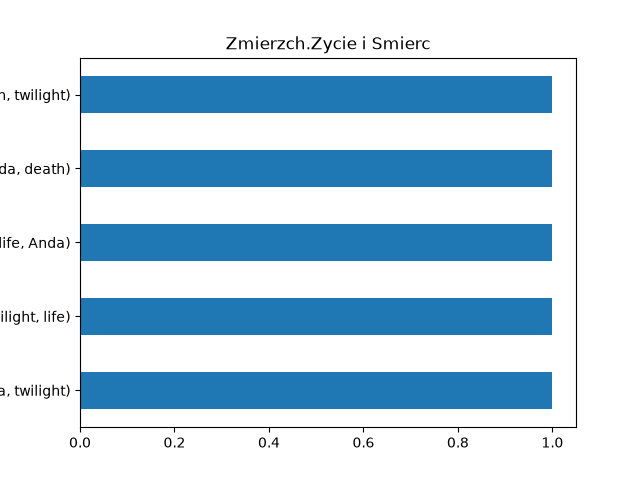 Zmierzch.Zycie i Smierc
twilight)
da, death)
life, Anda)
ilight, life)
a, twilight)
0.0 0.2 0.4 0.6 0.8 1.0